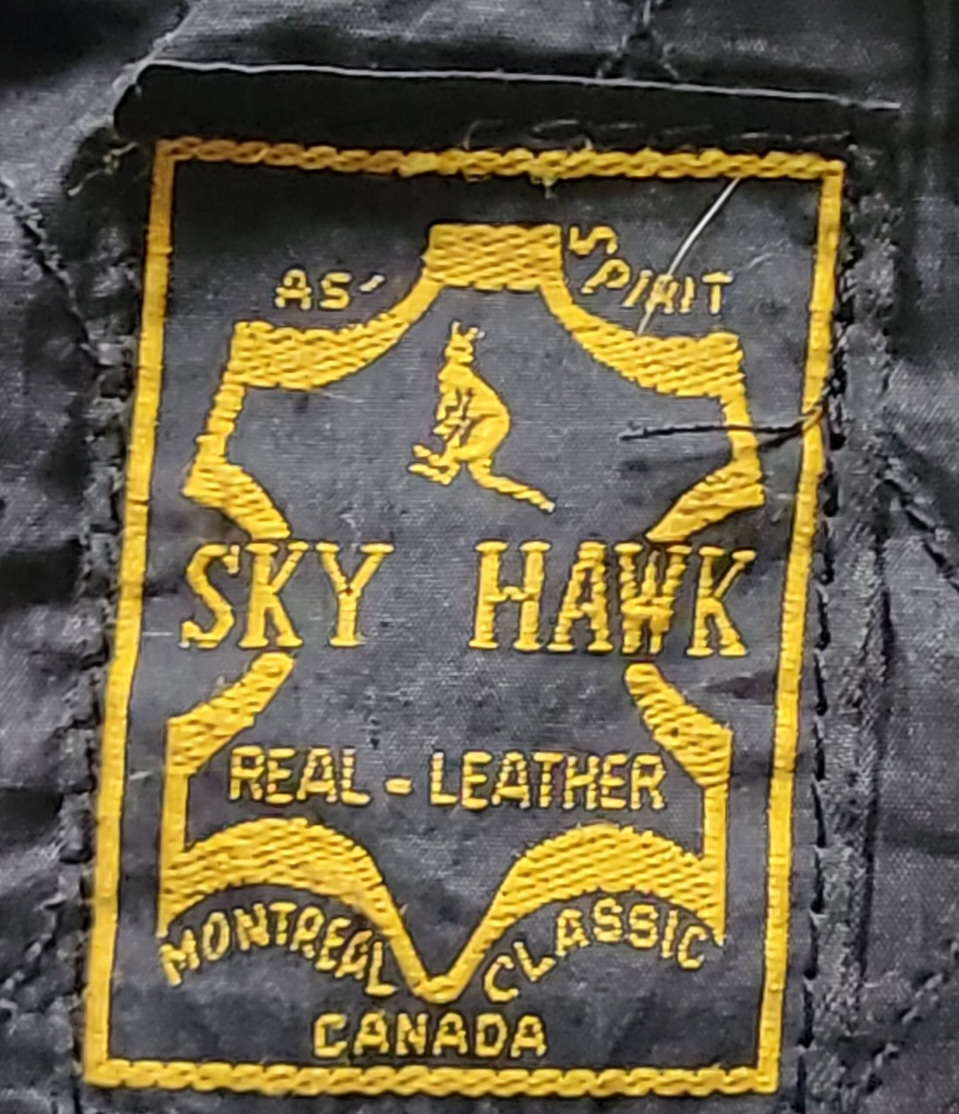 AS' SPIRIT
SKY HAWK
REAL - LEATHER
MONTREAL CLASSIC
CANADA